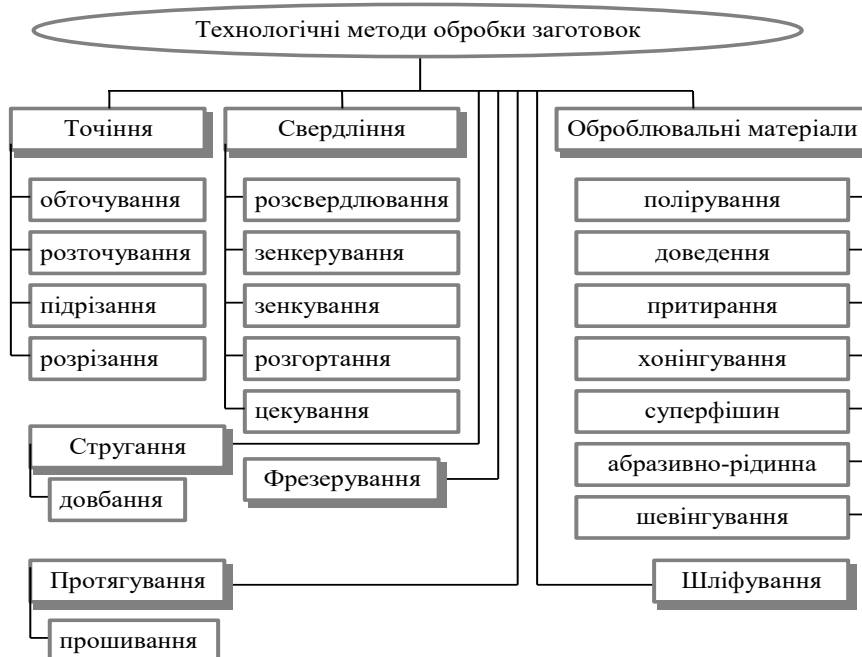 Технологічні методи обробки заготовок
Точіння
обточування
розточування
підрізання
розрізання
Свердління
розсвердлювання
зенкерування
зенкування
розгортання
цекування
Стругання
довбання
Фрезерування
Протягування
прошивання
Оброблювальні матеріали
полірування
доведення
притирання
хонінгування
суперфішин
абразивно-рідинна
шевінгування
Шліфування